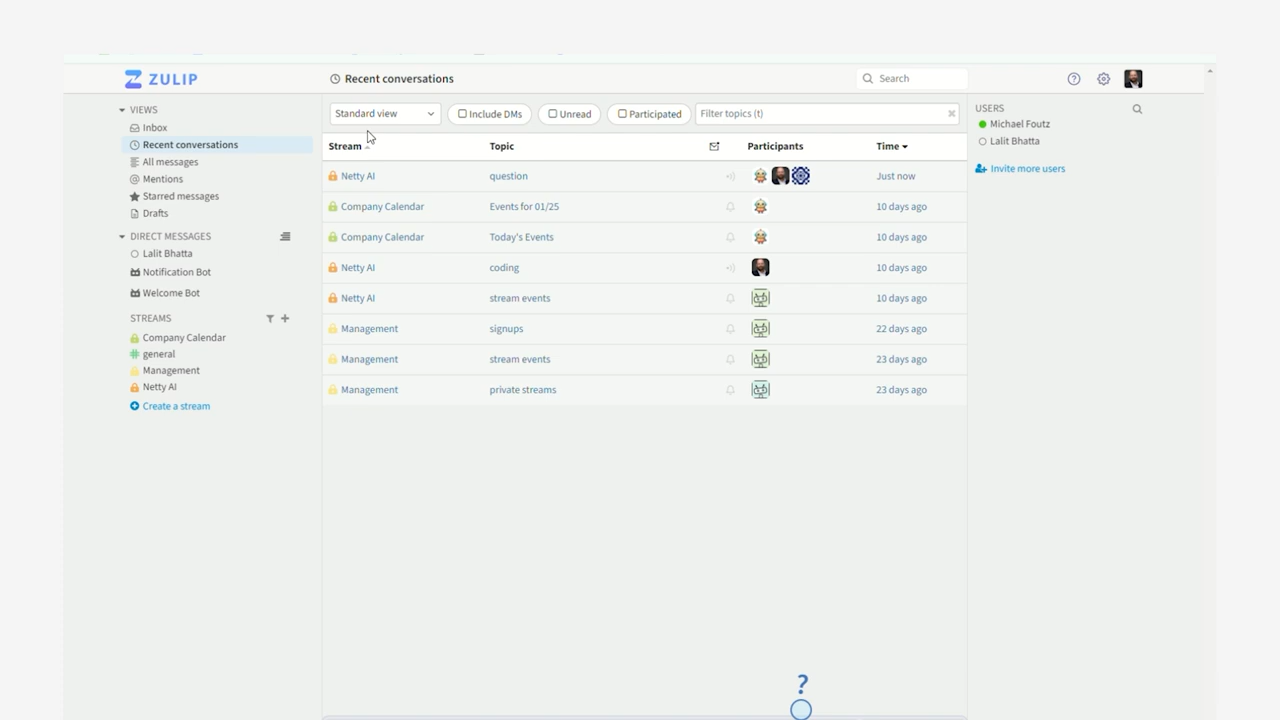 ZULIP
Recent conversations
Search
VIEWS
Inbox
Recent conversations
All messages
Mentions
Starred messages
Drafts
DIRECT MESSAGES
Lalit Bhatta
Notification Bot
Welcome Bot
STREAMS
Company Calendar
general
Management
Netty AI
Create a stream
Standard view Include DMs Unread Participated Filter topics (t)
Stream Topic Participants Time
Netty AI question Just now
Company Calendar Events for 01/25 10 days ago
Company Calendar Today's Events 10 days ago
Netty AI coding 10 days ago
Netty AI stream events 10 days ago
Management signups 22 days ago
Management stream events 23 days ago
Management private streams 23 days ago
USERS
Michael Foutz
Lalit Bhatta
Invite more users
?